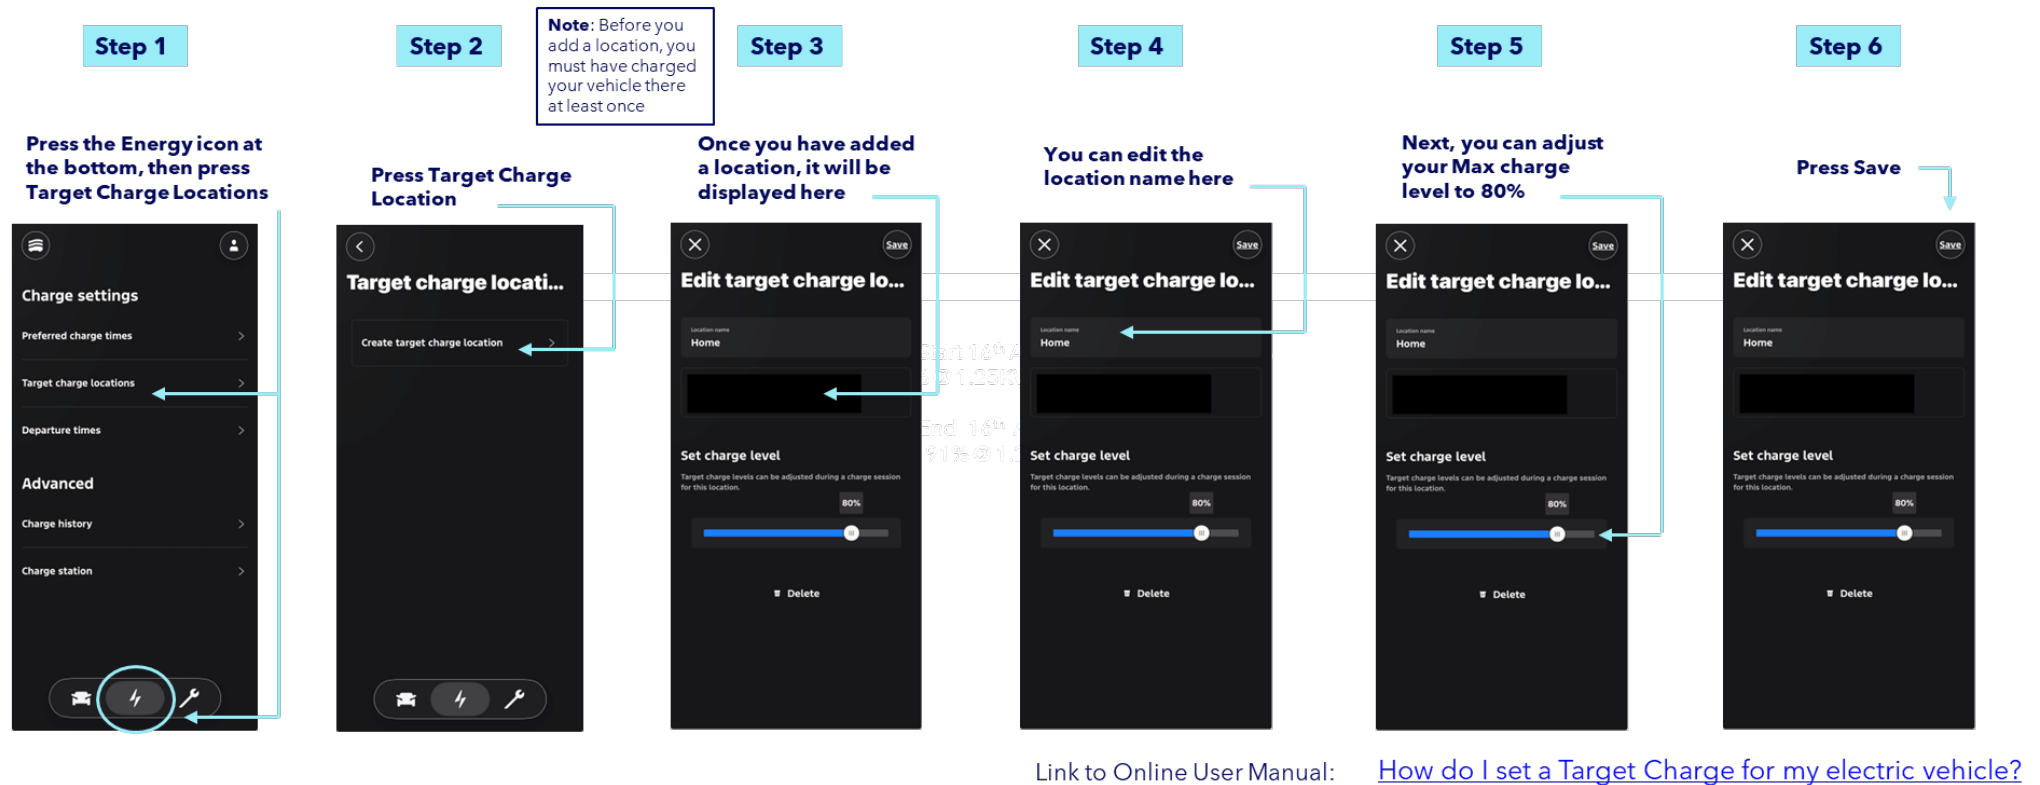 Step 1
Press the Energy icon at
the bottom, then press
Target Charge Locations
Charge settings
Preferred charge times
Target charge locations
Departure times
Advanced
Charge history
Charge station
Step 2
Note: Before you
add a location, you
must have charged
your vehicle there
at least once
Press Target Charge
Location
Target charge locati...
Create target charge location
Step 3
Once you have added
a location, it will be
displayed here
Save
Edit target charge lo...
Location name
Home
Set charge level
Target charge levels can be adjusted during a charge session
for this location.
80%
Delete
Start 16th A
@ 1.25K
End 16th
91% @ 1.
Step 4
You can edit the
location name here
Save
Edit target charge lo...
Location name
Home
Set charge level
Target charge levels can be adjusted during a charge session
for this location.
80%
Delete
Step 5
Next, you can adjust
your Max charge
level to 80%
Save
Edit target charge lo...
Location name
Home
Set charge level
Target charge levels can be adjusted during a charge session
for this location.
80%
Delete
Step 6
Press Save
Save
Edit target charge lo...
Location name
Home
Set charge level
Target charge levels can be adjusted during a charge session
for this location.
80%
Delete
Link to Online User Manual: How do I set a Target Charge for my electric vehicle?